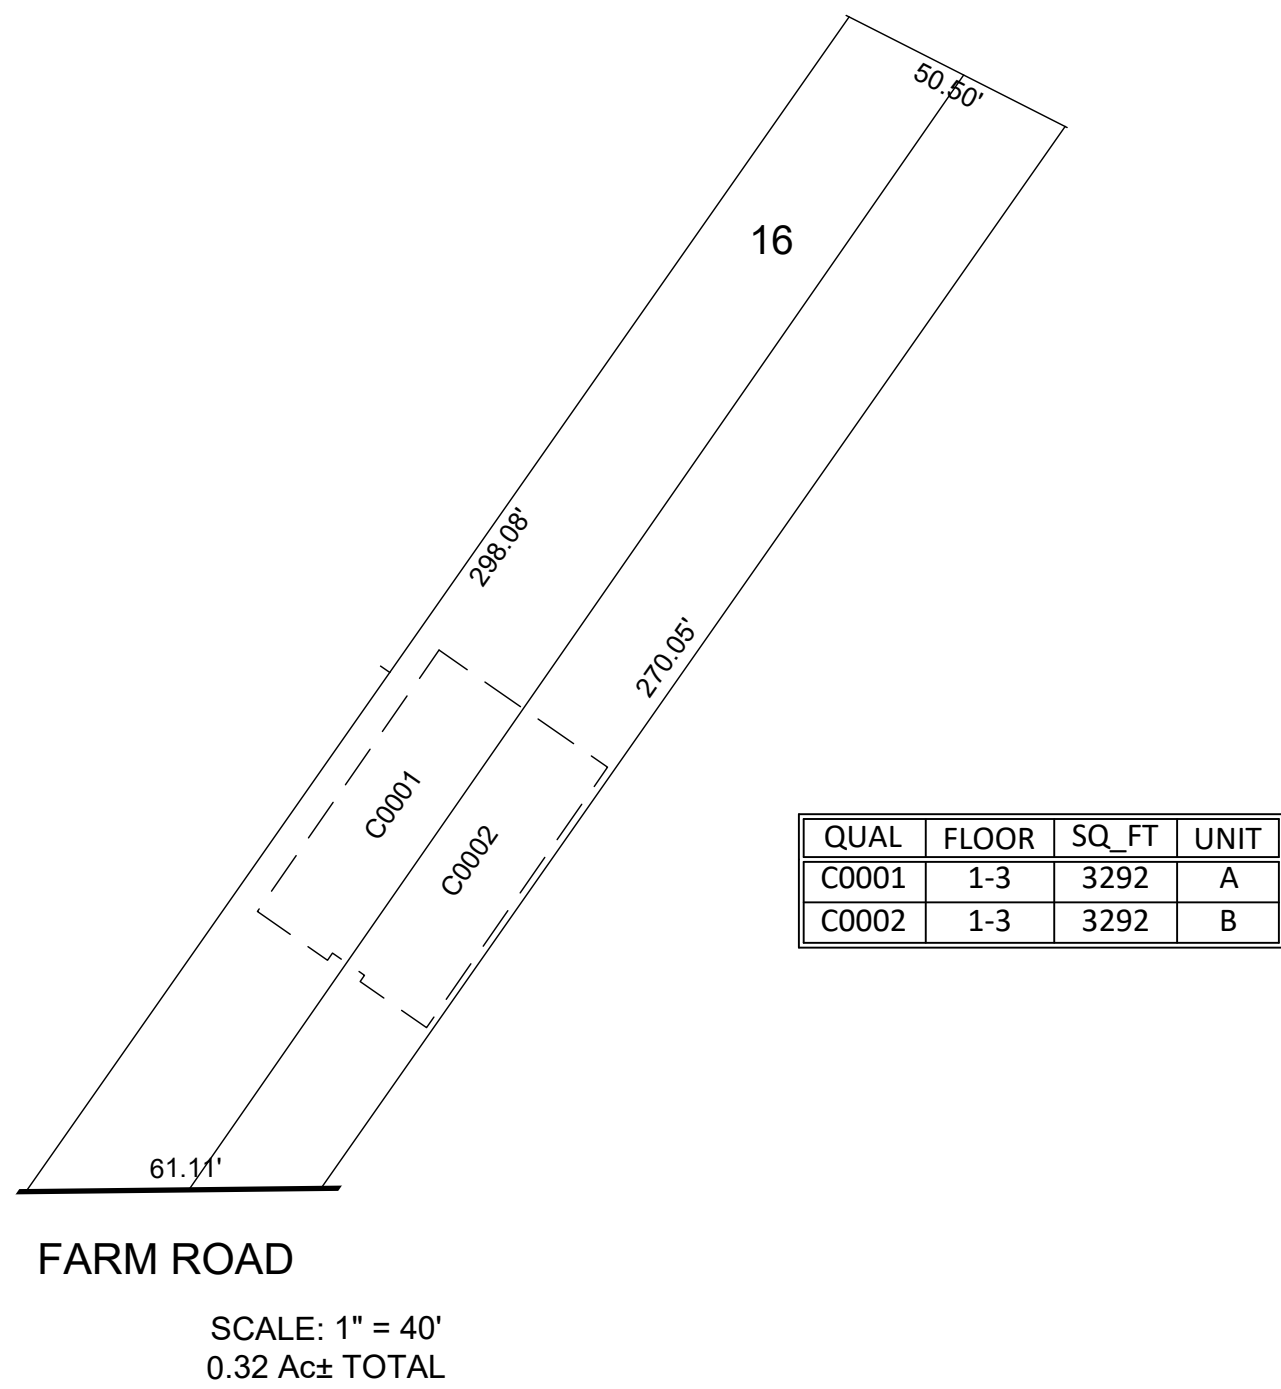 50.50'
16
298.08'
270.05'
C0001
C0002
QUAL FLOOR SQ_FT UNIT
C0001 1-3 3292 A
C0002 1-3 3292 B
61.11'
FARM ROAD
SCALE: 1" = 40'
0.32 Ac± TOTAL